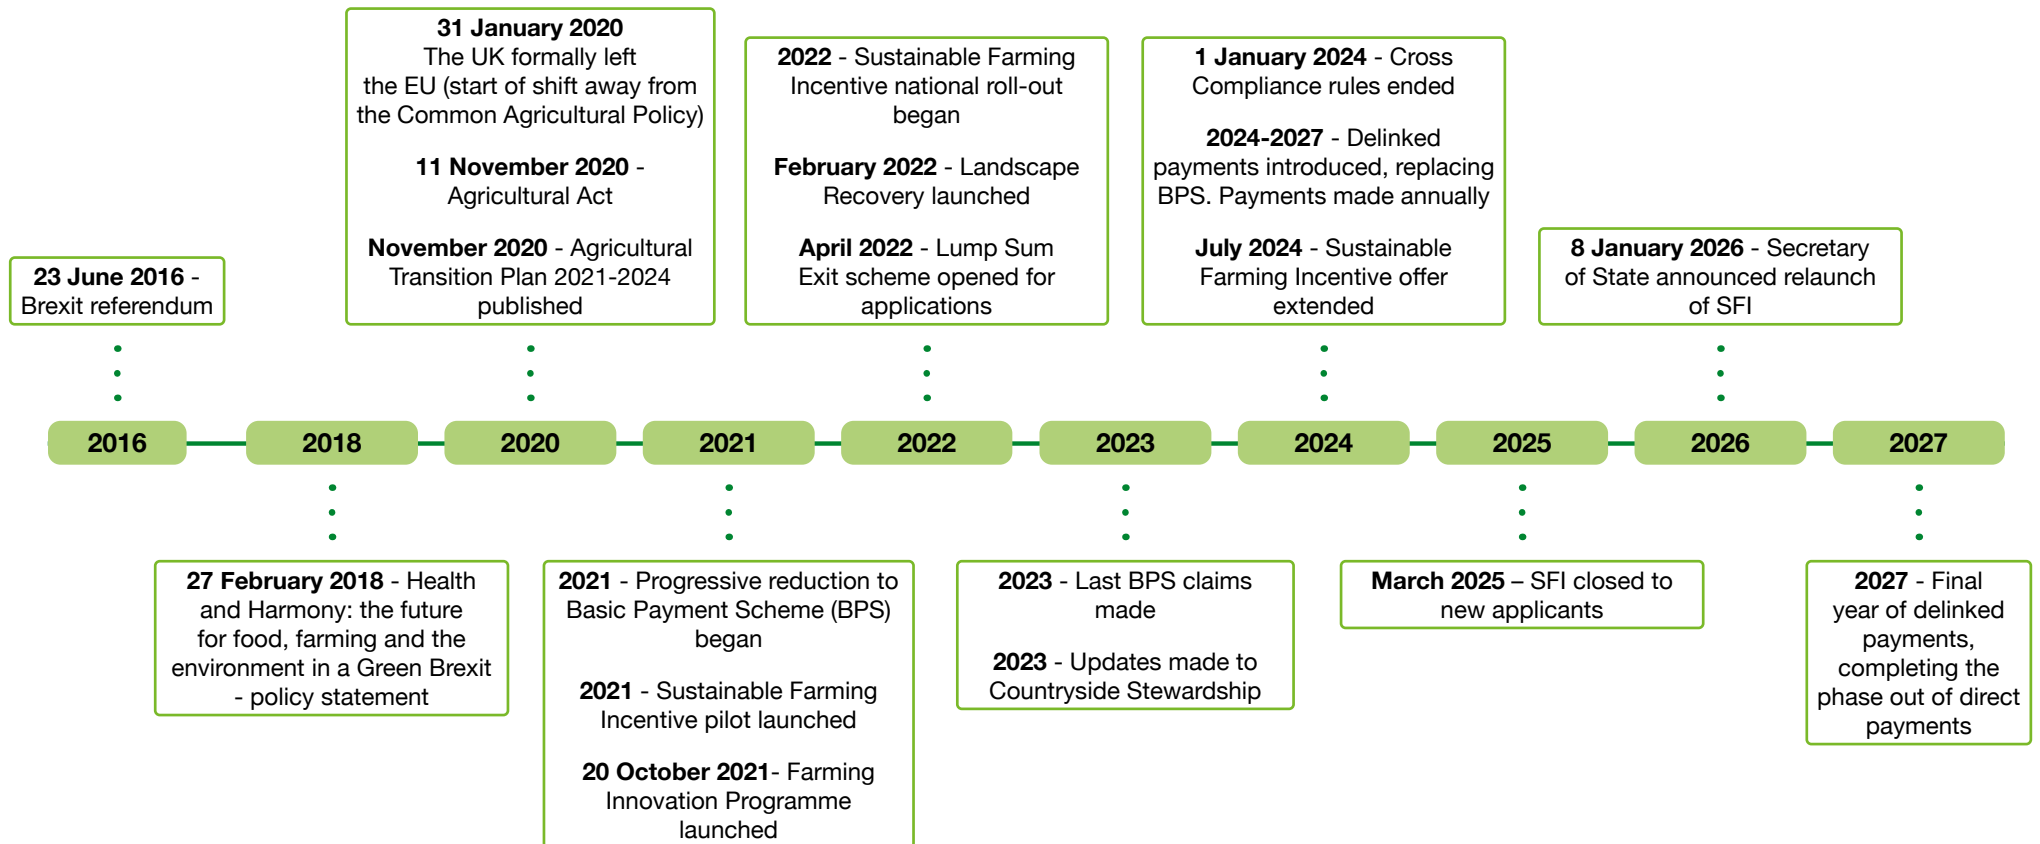 31 January 2020
The UK formally left
the EU (start of shift away from
the Common Agricultural Policy)
11 November 2020 -
Agricultural Act
November 2020 - Agricultural
Transition Plan 2021-2024
published
2022 - Sustainable Farming
Incentive national roll-out
began
February 2022 - Landscape
Recovery launched
April 2022 - Lump Sum
Exit scheme opened for
applications
1 January 2024 - Cross
Compliance rules ended
2024-2027 - Delinked
payments introduced, replacing
BPS. Payments made annually
July 2024 - Sustainable
Farming Incentive offer
extended
23 June 2016 -
Brexit referendum
8 January 2026 - Secretary
of State announced relaunch
of SFI
2016
2018
2020
2021
2022
2023
2024
2025
2026
2027
27 February 2018 - Health
and Harmony: the future
for food, farming and the
environment in a Green Brexit
- policy statement
2021 - Progressive reduction to
Basic Payment Scheme (BPS)
began
2021 - Sustainable Farming
Incentive pilot launched
20 October 2021- Farming
Innovation Programme
launched
2023 - Last BPS claims
made
2023 - Updates made to
Countryside Stewardship
March 2025 – SFI closed to
new applicants
2027 - Final
year of delinked
payments,
completing the
phase out of direct
payments